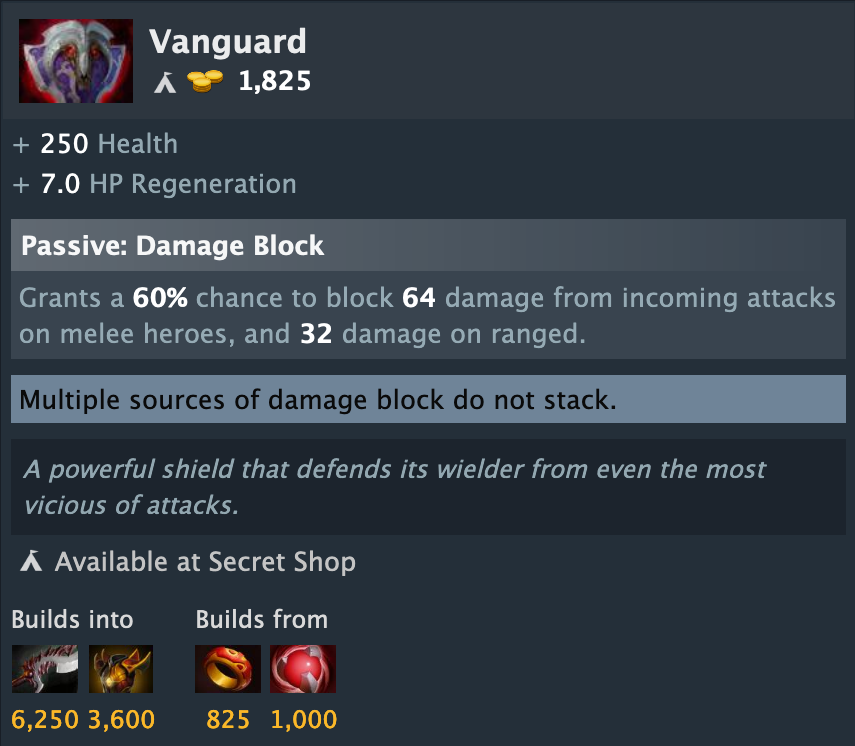 Vanguard
1,825
+ 250 Health
+ 7.0 HP Regeneration
Passive: Damage Block
Grants a 60% chance to block 64 damage from incoming attacks
on melee heroes, and 32 damage on ranged.
Multiple sources of damage block do not stack.
A powerful shield that defends its wielder from even the most
vicious of attacks.
Available at Secret Shop
Builds into Builds from
6,250 3,600 825 1,000